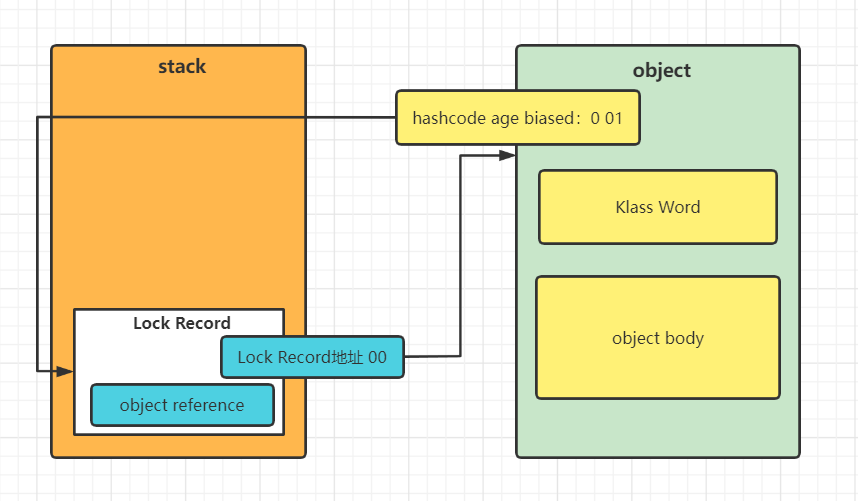 stack
object
hashcode age biased：0 01
Klass Word
Lock Record
Lock Record地址 00
object body
object reference